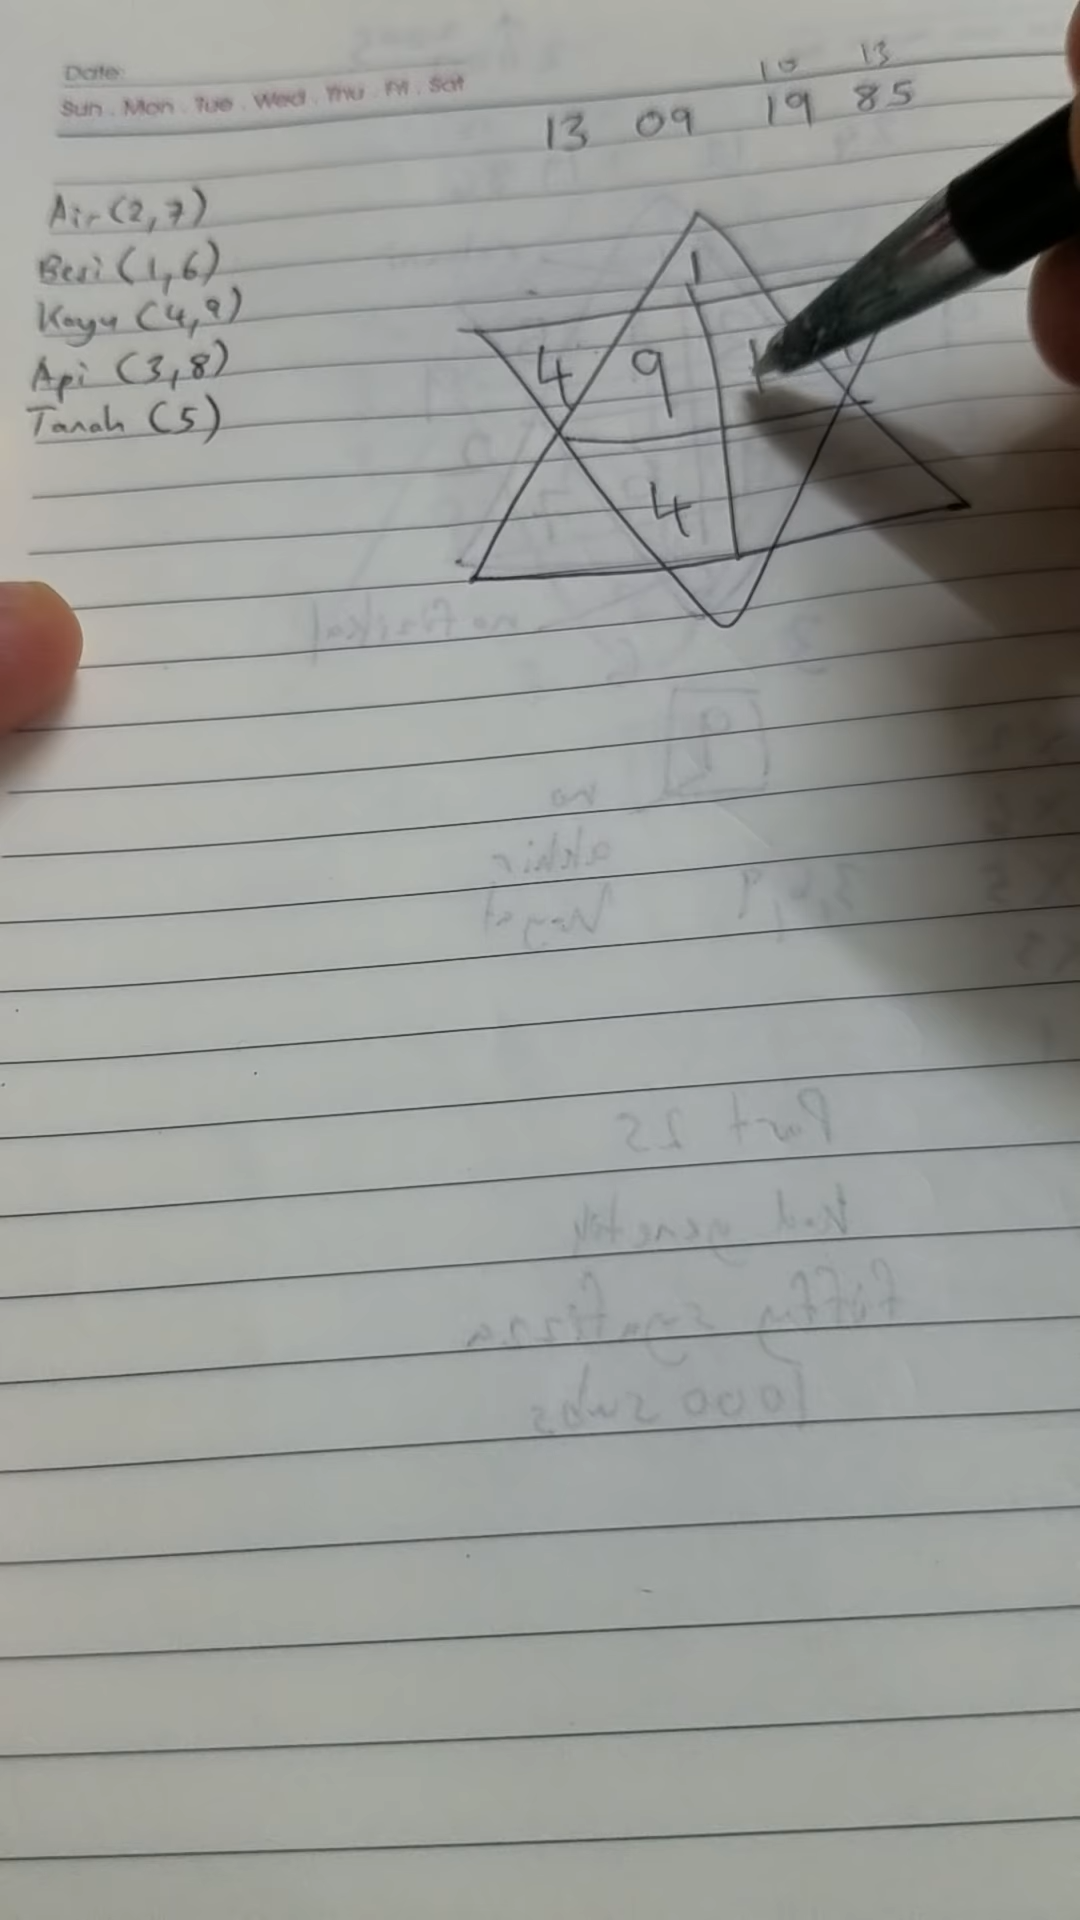 Date:
Sun . Mon . Tue . Wed . Thu . Fri . Sat
10 13
13 09 19 85
Air (2,7)
Besi (1,6)
Kayu (4,9)
Api (3,8)
Tanah (5)
1
4 9 1
4